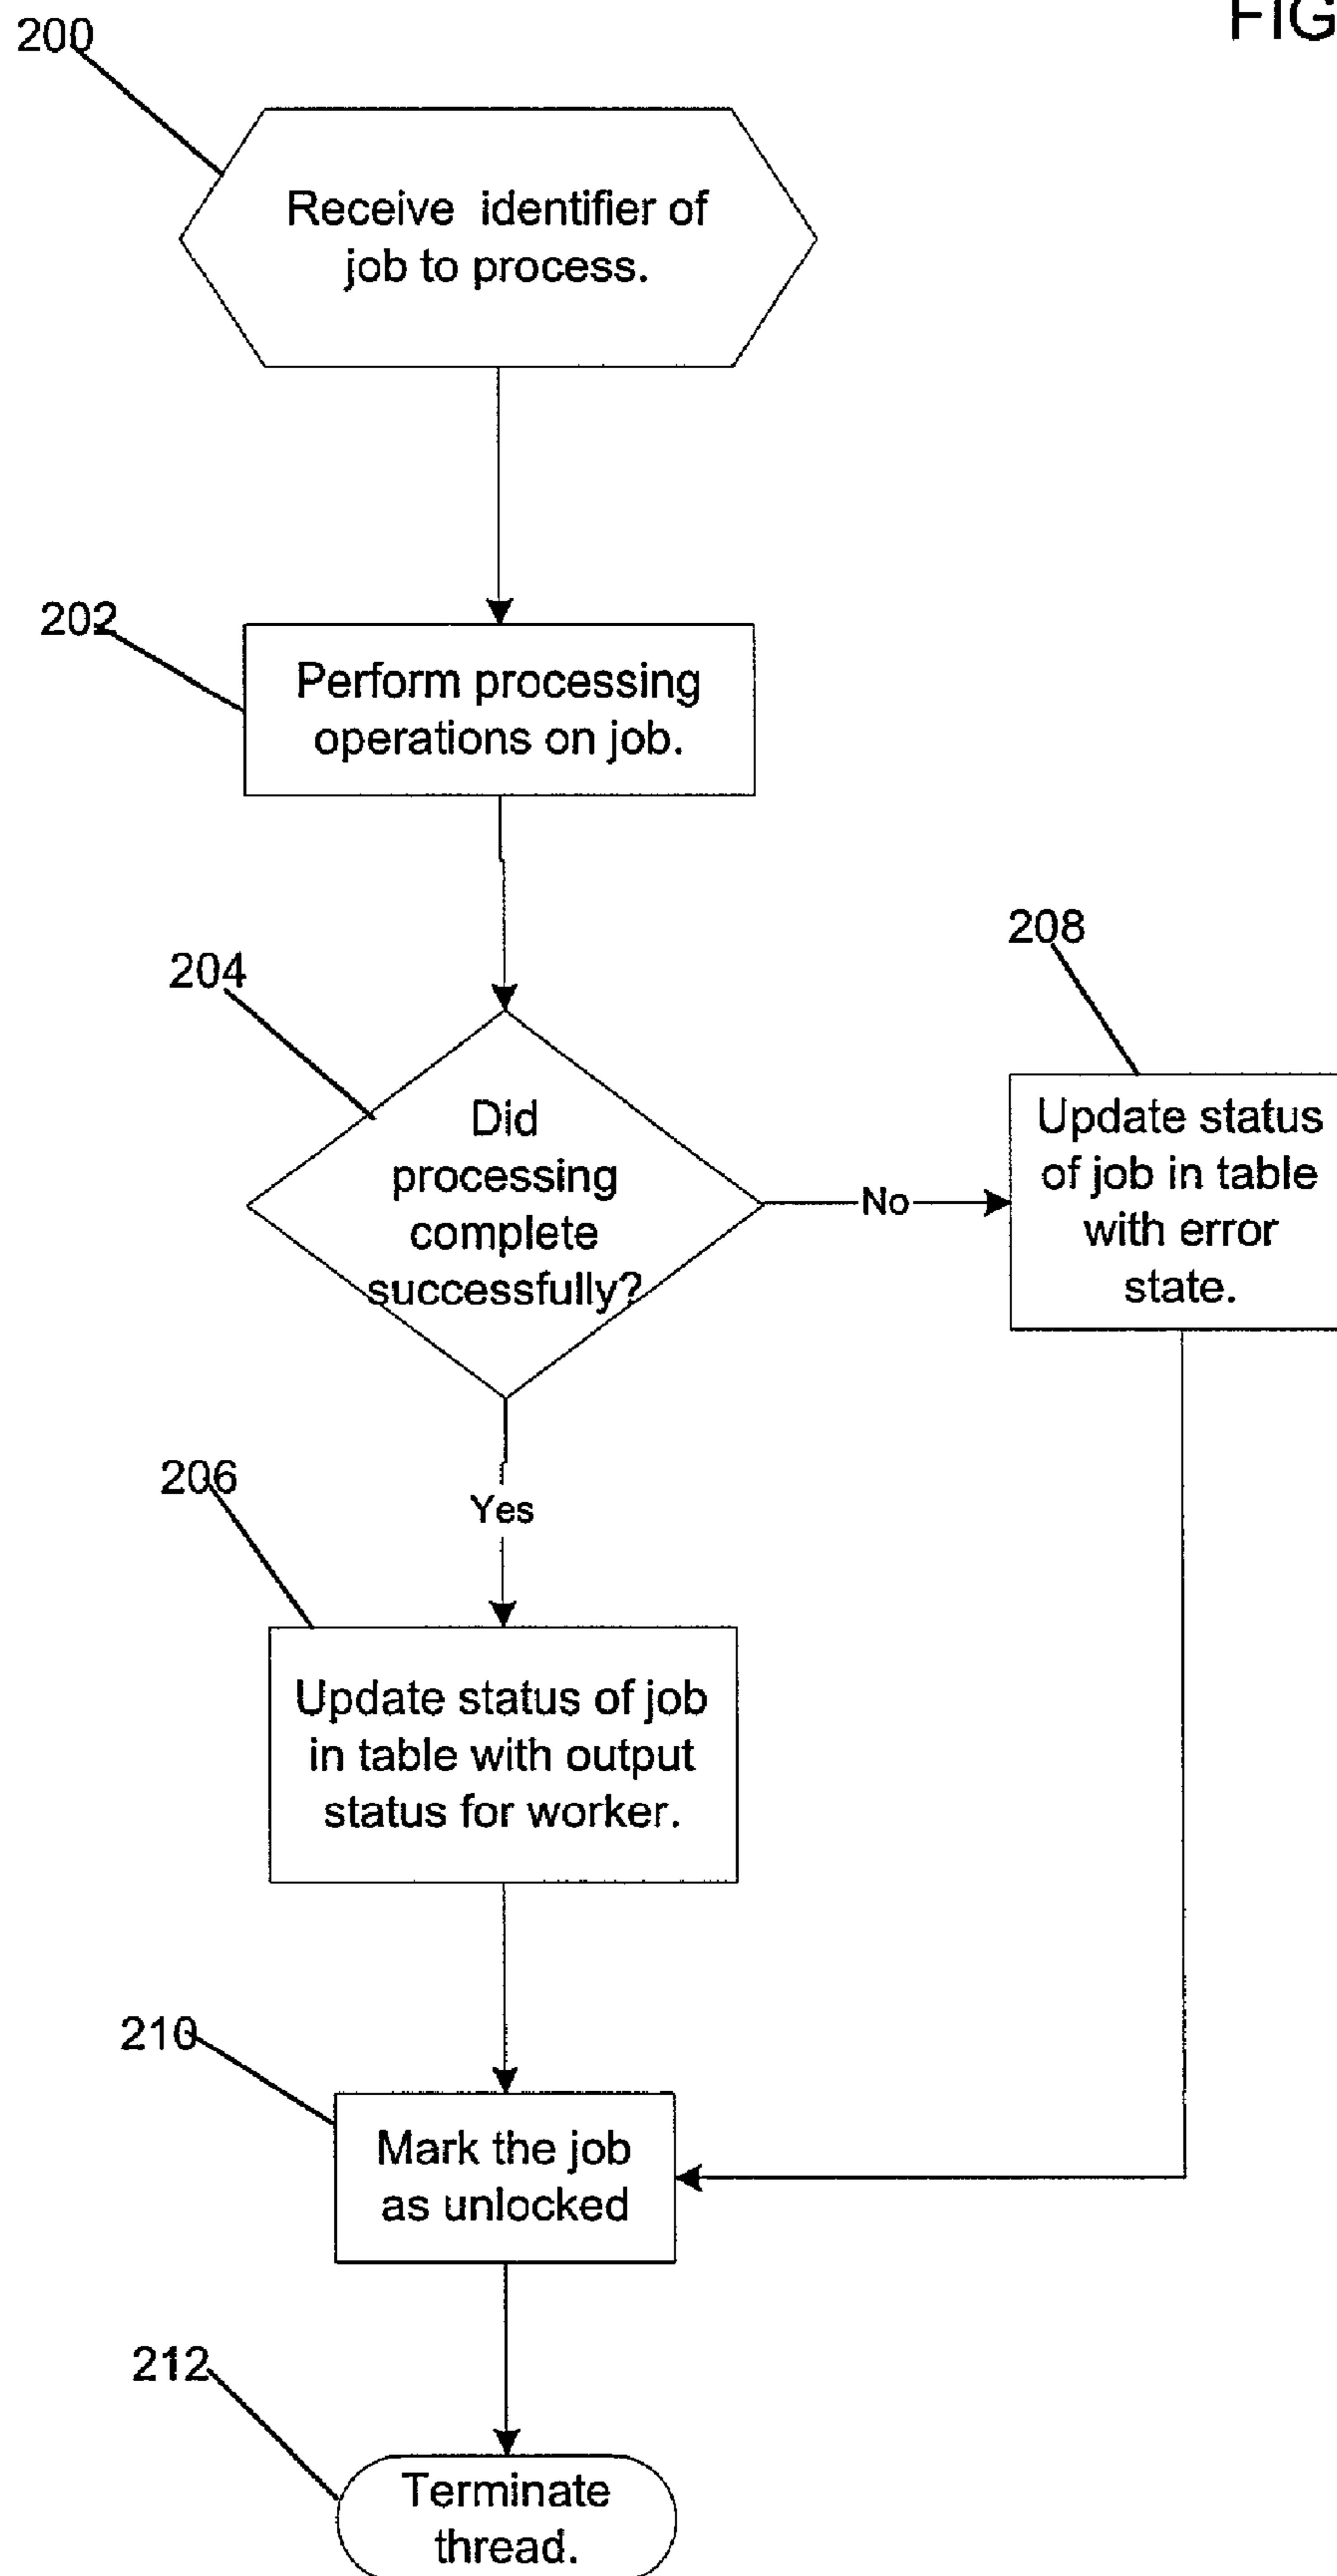 FIG
200
Receive identifier of
job to process.
202
Perform processing
operations on job.
204
Did
processing
complete
successfully?
No
208
Update status
of job in table
with error
state.
206
Yes
Update status of job
in table with output
status for worker.
210
Mark the job
as unlocked
212
Terminate
thread.